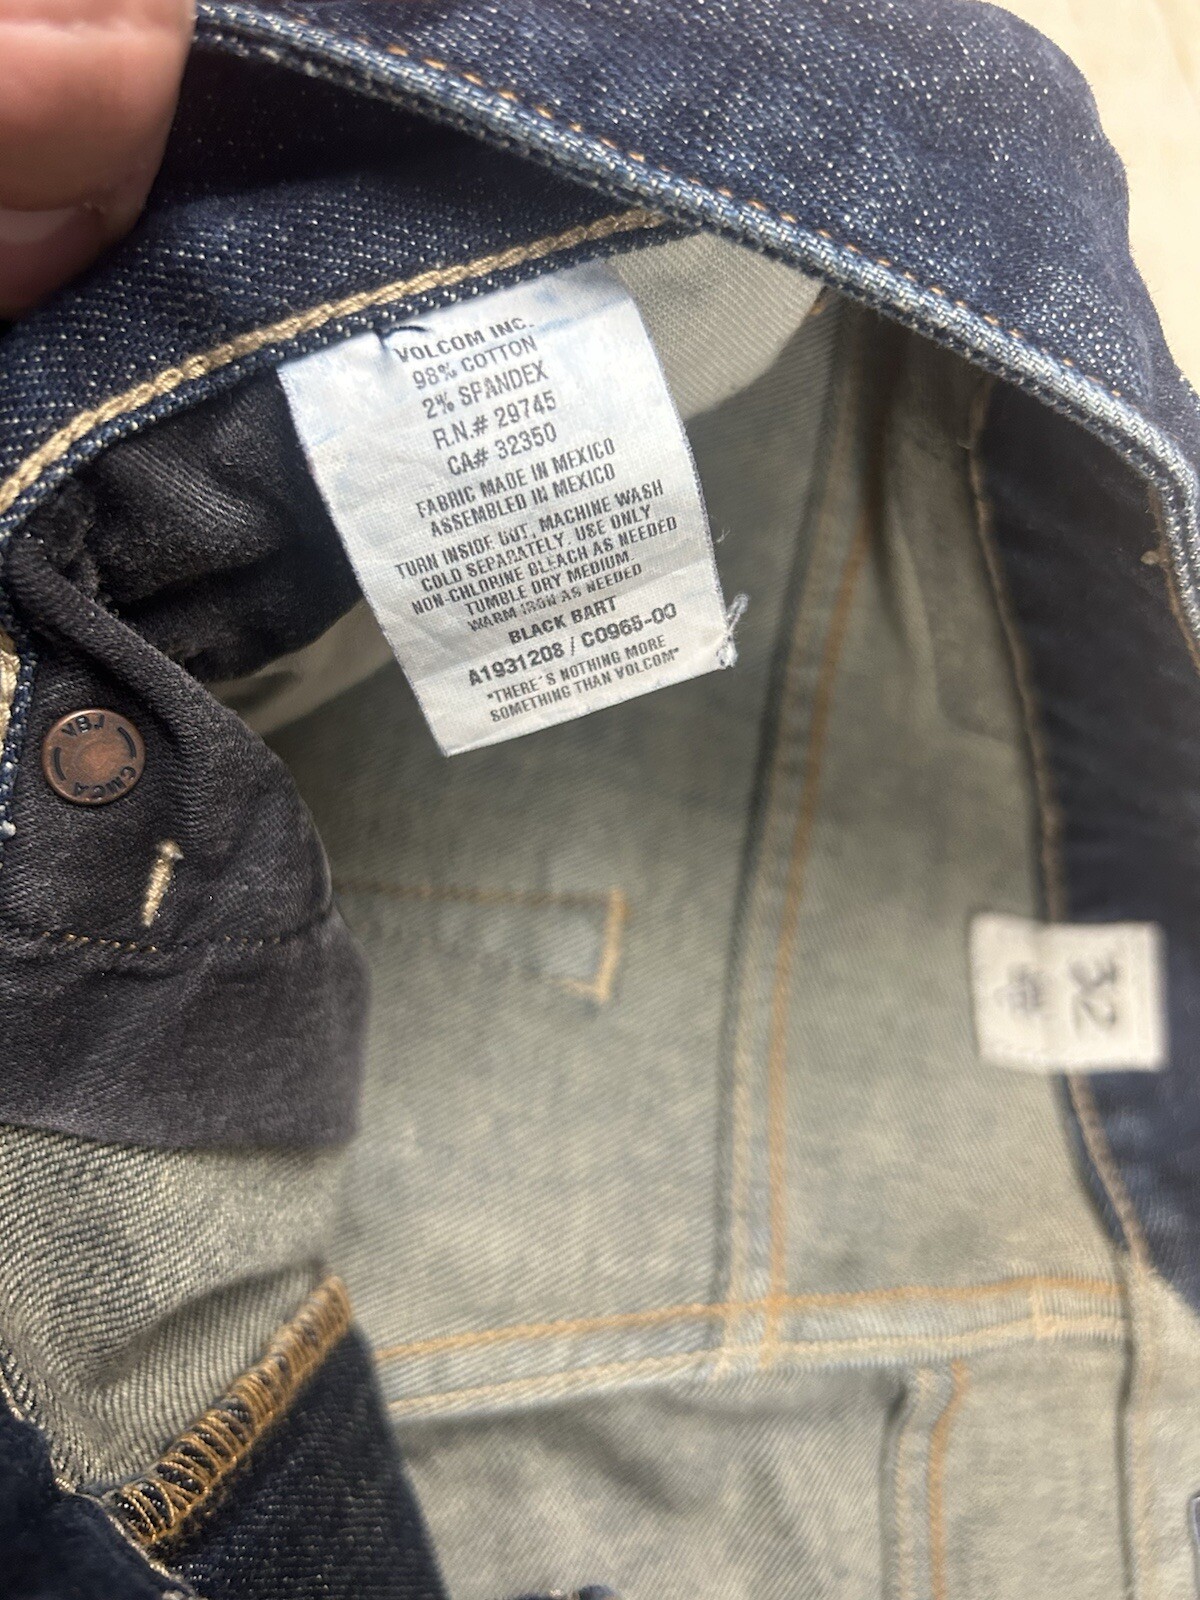 VOLCOM INC.
98% COTTON
2% SPANDEX
R.N.# 29745
CA# 32350
FABRIC MADE IN MEXICO
ASSEMBLED IN MEXICO
TURN INSIDE OUT, MACHINE WASH
COLD SEPARATELY. USE ONLY
NON-CHLORINE BLEACH AS NEEDED
TUMBLE DRY MEDIUM.
WARM IRON AS NEEDED
BLACK BART
A1931208 / C0965-00
"THERE'S NOTHING MORE
SOMETHING THAN VOLCOM"
32